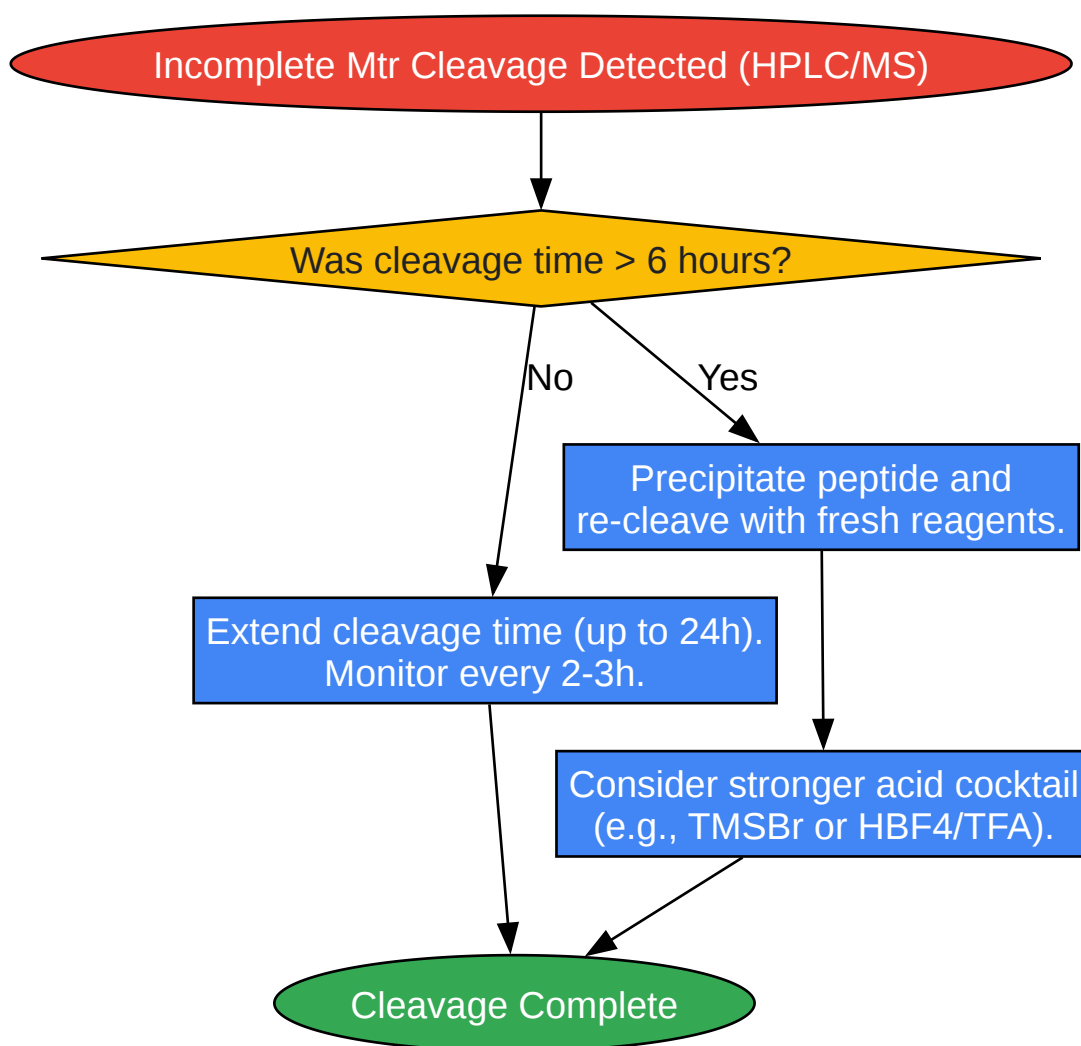 Incomplete Mtr Cleavage Detected (HPLC/MS)
Was cleavage time > 6 hours?
No
Yes
Precipitate peptide and
re-cleave with fresh reagents.
Extend cleavage time (up to 24h).
Monitor every 2-3h.
Consider stronger acid cocktail
(e.g., TMSBr or HBF4/TFA).
Cleavage Complete